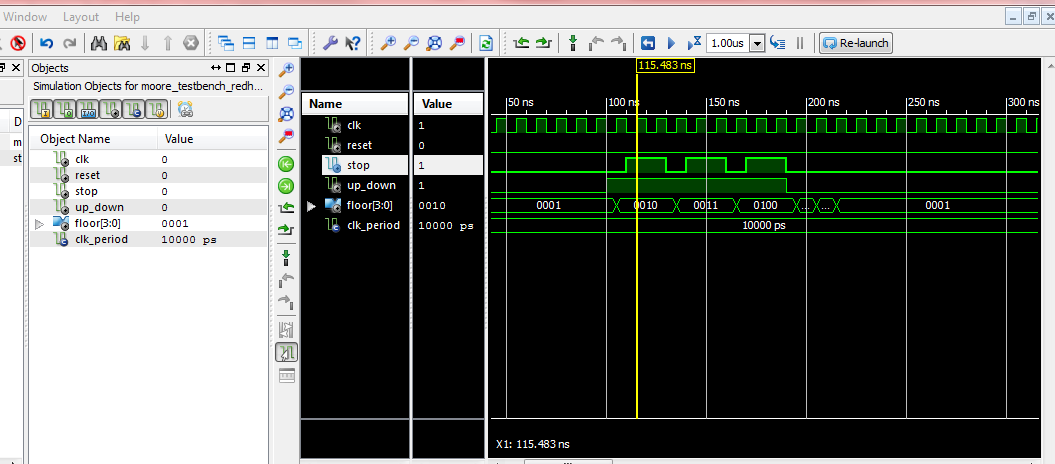 Window Layout Help
1.00us Re-launch
Objects
Simulation Objects for moore_testbench_redh...
Object Name Value
clk 0
reset 0
stop 0
up_down 0
floor[3:0] 0001
clk_period 10000 ps
D
m
st
Name Value
clk 1
reset 0
stop 1
up_down 1
floor[3:0] 0010
clk_period 10000 ps
115.483 ns
50 ns 100 ns 150 ns 200 ns 250 ns 300 ns
0001 0010 0011 0100 ... ... 0001
10000 ps
X1: 115.483 ns